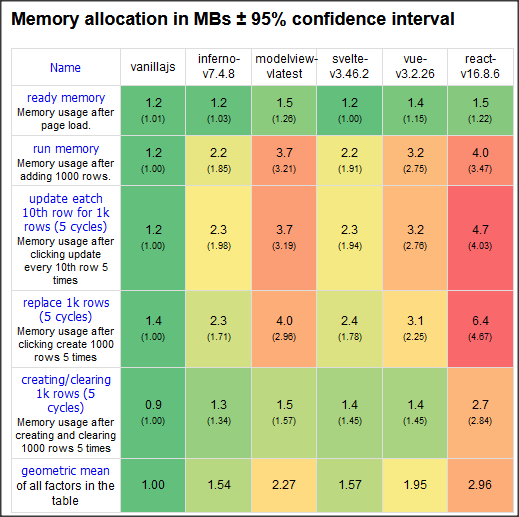 Memory allocation in MBs ± 95% confidence interval
Name vanillajs inferno-v7.4.8 modelview-vlatest svelte-v3.46.2 vue-v3.2.26 react-v16.8.6
ready memory
Memory usage after
page load.
1.2 1.2 1.5 1.2 1.4 1.5
(1.01) (1.03) (1.26) (1.00) (1.15) (1.22)
run memory
Memory usage after
adding 1000 rows.
1.2 2.2 3.7 2.2 3.2 4.0
(1.00) (1.85) (3.21) (1.91) (2.75) (3.47)
update eatch
10th row for 1k
rows (5 cycles)
Memory usage after
clicking update
every 10th row 5
times
1.2 2.3 3.7 2.3 3.2 4.7
(1.00) (1.98) (3.19) (1.94) (2.76) (4.03)
replace 1k rows (5
cycles)
Memory usage after
clicking create 1000
rows 5 times
1.4 2.3 4.0 2.4 3.1 6.4
(1.00) (1.71) (2.96) (1.78) (2.25) (4.67)
creating/clearing
1k rows (5
cycles)
Memory usage after
creating and clearing
1000 rows 5 times
0.9 1.3 1.5 1.4 1.4 2.7
(1.00) (1.34) (1.57) (1.45) (1.45) (2.84)
geometric mean
of all factors in the
table
1.00 1.54 2.27 1.57 1.95 2.96